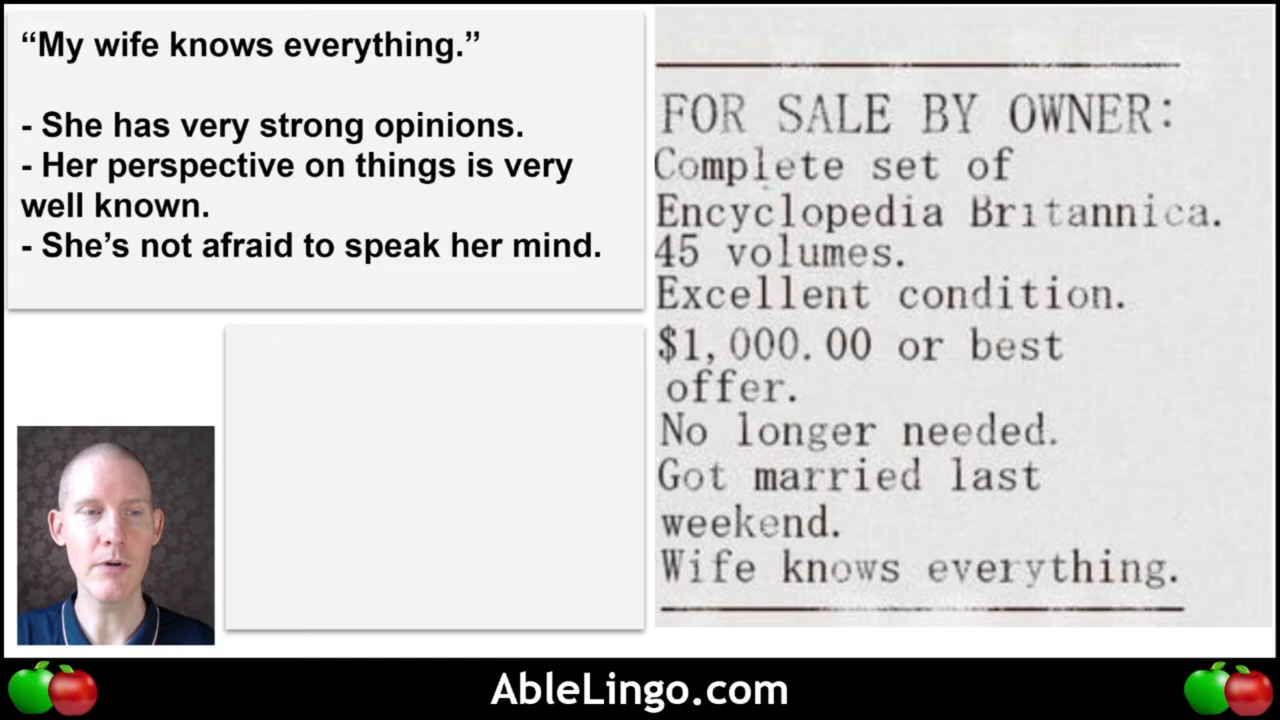 “My wife knows everything.”
- She has very strong opinions.
- Her perspective on things is very
well known.
- She’s not afraid to speak her mind.
FOR SALE BY OWNER:
Complete set of
Encyclopedia Britannica.
45 volumes.
Excellent condition.
$1,000.00 or best
offer.
No longer needed.
Got married last
weekend.
Wife knows everything.
AbleLingo.com